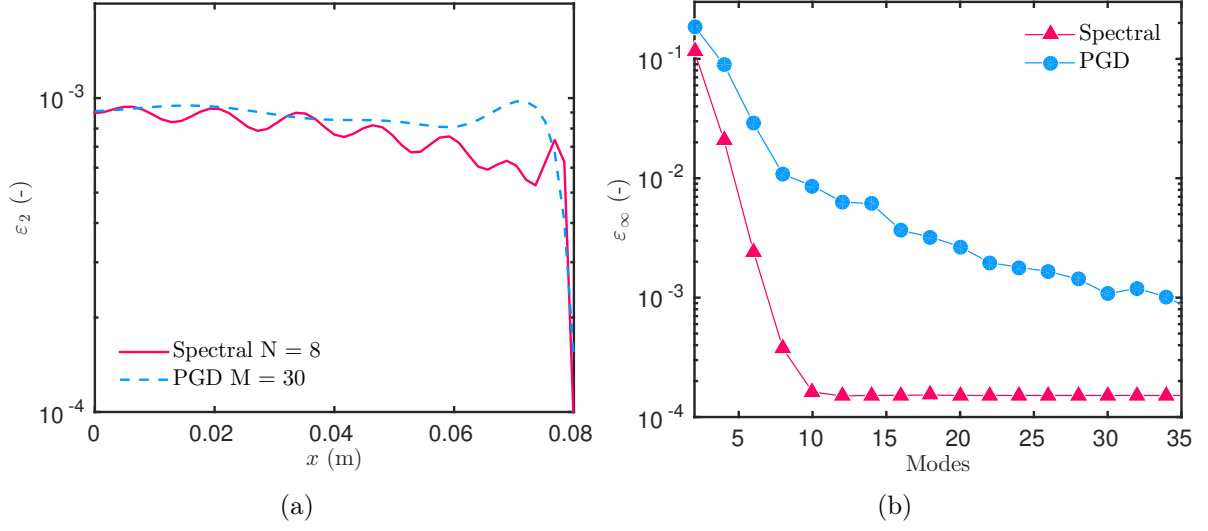 10^{-3}
ε_2 (-)
10^{-4}
Spectral N = 8
PGD M = 30
0 0.02 0.04 0.06 0.08
x (m)
(a)
10^{-1}
10^{-2}
ε_∞ (-)
10^{-3}
10^{-4}
Spectral
PGD
5 10 15 20 25 30 35
Modes
(b)